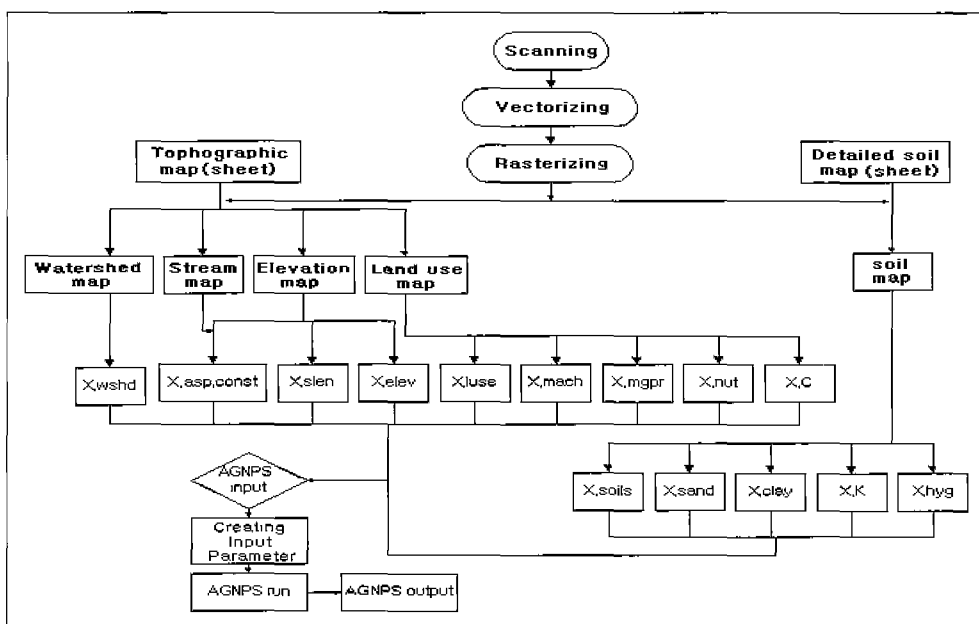 Scanning
Vectorizing
Rasterizing
Tophographic
map(sheet)
Detailed soil
map(sheet)
Watershed
map
Stream
map
Elevation
map
Land use
map
soil
map
X,wshd
X,asp,const
X,slen
X,elev
X,luse
X,mach
X,mgpr
X,nut
X,C
AGNPS
input
X,soils
X,sand
X,clay
X,K
X,hyg
Creating
Input
Parameter
AGNPS run
AGNPS output